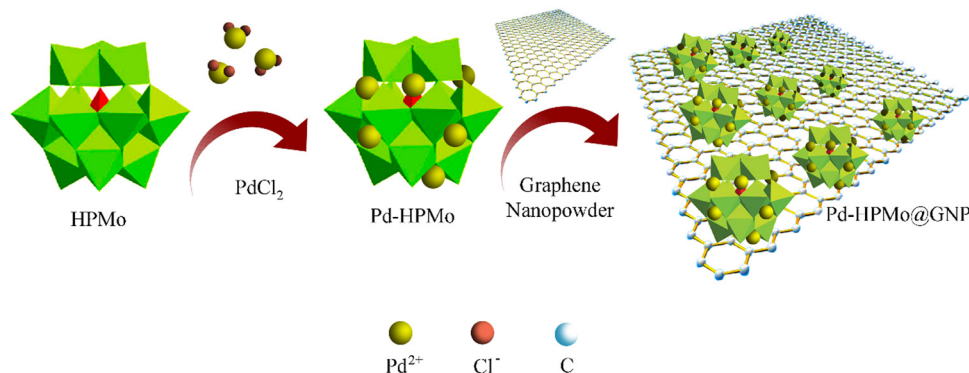 HPMo
PdCl₂
Pd-HPMo
Graphene
Nanopowder
Pd-HPMo@GNP
Pd²⁺
Cl⁻
C